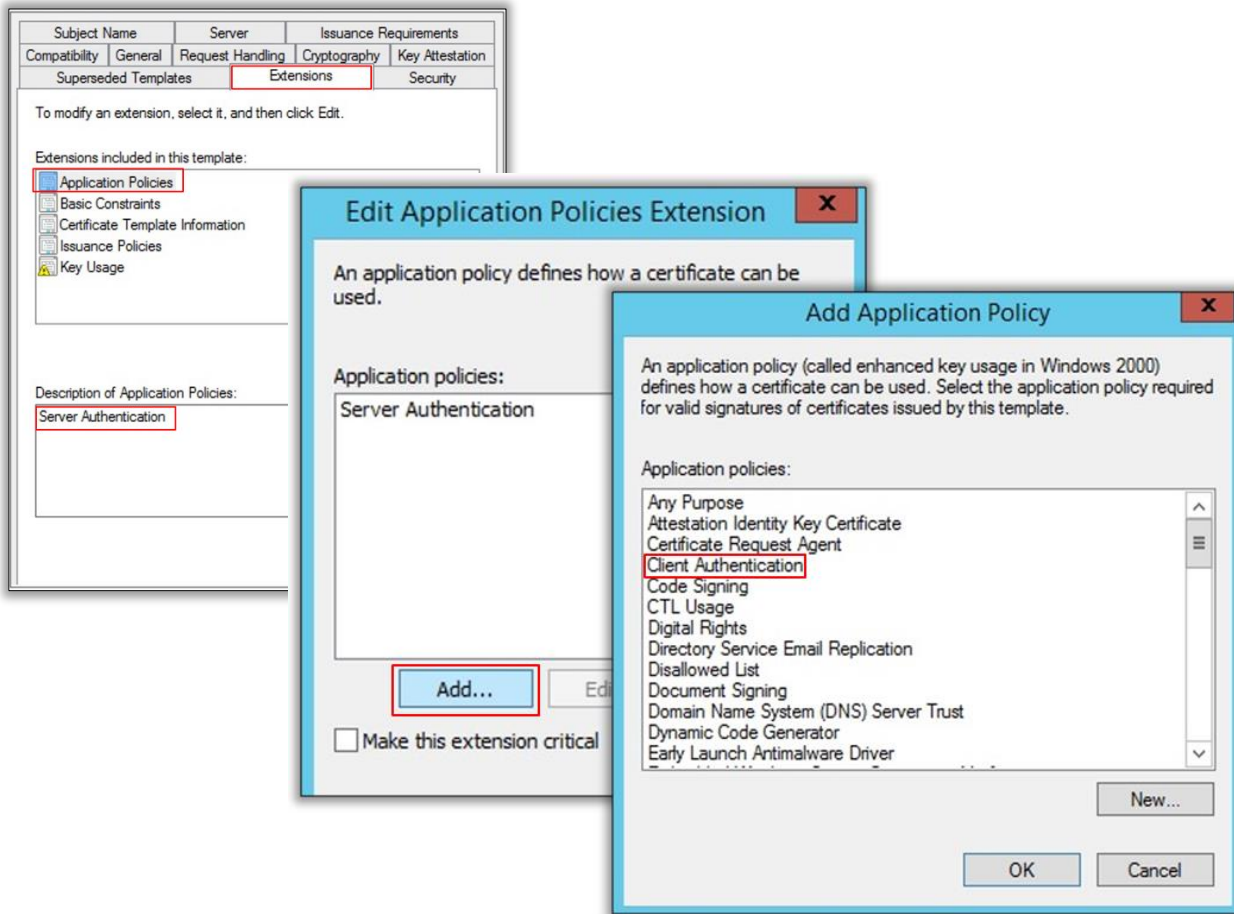 Subject Name Server Issuance Requirements
Compatibility General Request Handling Cryptography Key Attestation
Superseded Templates Extensions Security
To modify an extension, select it, and then click Edit.
Extensions included in this template:
Application Policies
Basic Constraints
Certificate Template Information
Issuance Policies
Key Usage
Description of Application Policies:
Server Authentication
Edit Application Policies Extension
X
An application policy defines how a certificate can be
used.
Application policies:
Server Authentication
Add... Edi
Make this extension critical
Add Application Policy
X
An application policy (called enhanced key usage in Windows 2000)
defines how a certificate can be used. Select the application policy required
for valid signatures of certificates issued by this template.
Application policies:
Any Purpose
Attestation Identity Key Certificate
Certificate Request Agent
Client Authentication
Code Signing
CTL Usage
Digital Rights
Directory Service Email Replication
Disallowed List
Document Signing
Domain Name System (DNS) Server Trust
Dynamic Code Generator
Early Launch Antimalware Driver
New...
OK Cancel